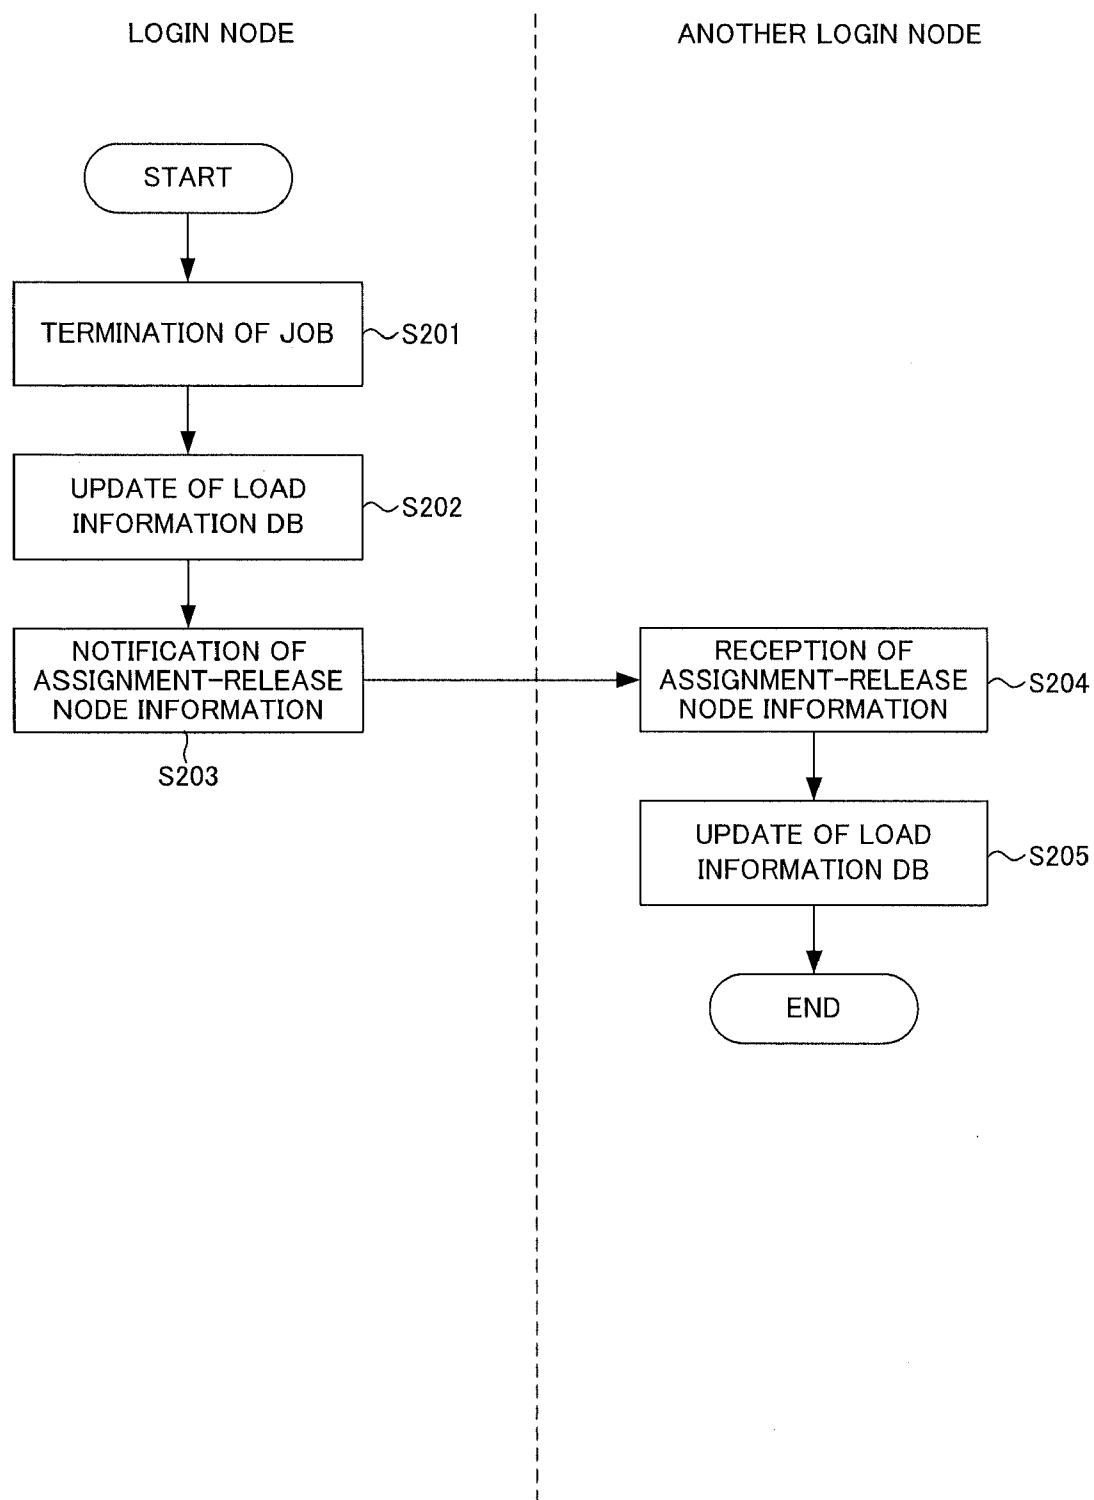 LOGIN NODE
ANOTHER LOGIN NODE
START
TERMINATION OF JOB
S201
UPDATE OF LOAD
INFORMATION DB
S202
NOTIFICATION OF
ASSIGNMENT-RELEASE
NODE INFORMATION
S203
RECEPTION OF
ASSIGNMENT-RELEASE
NODE INFORMATION
S204
UPDATE OF LOAD
INFORMATION DB
S205
END